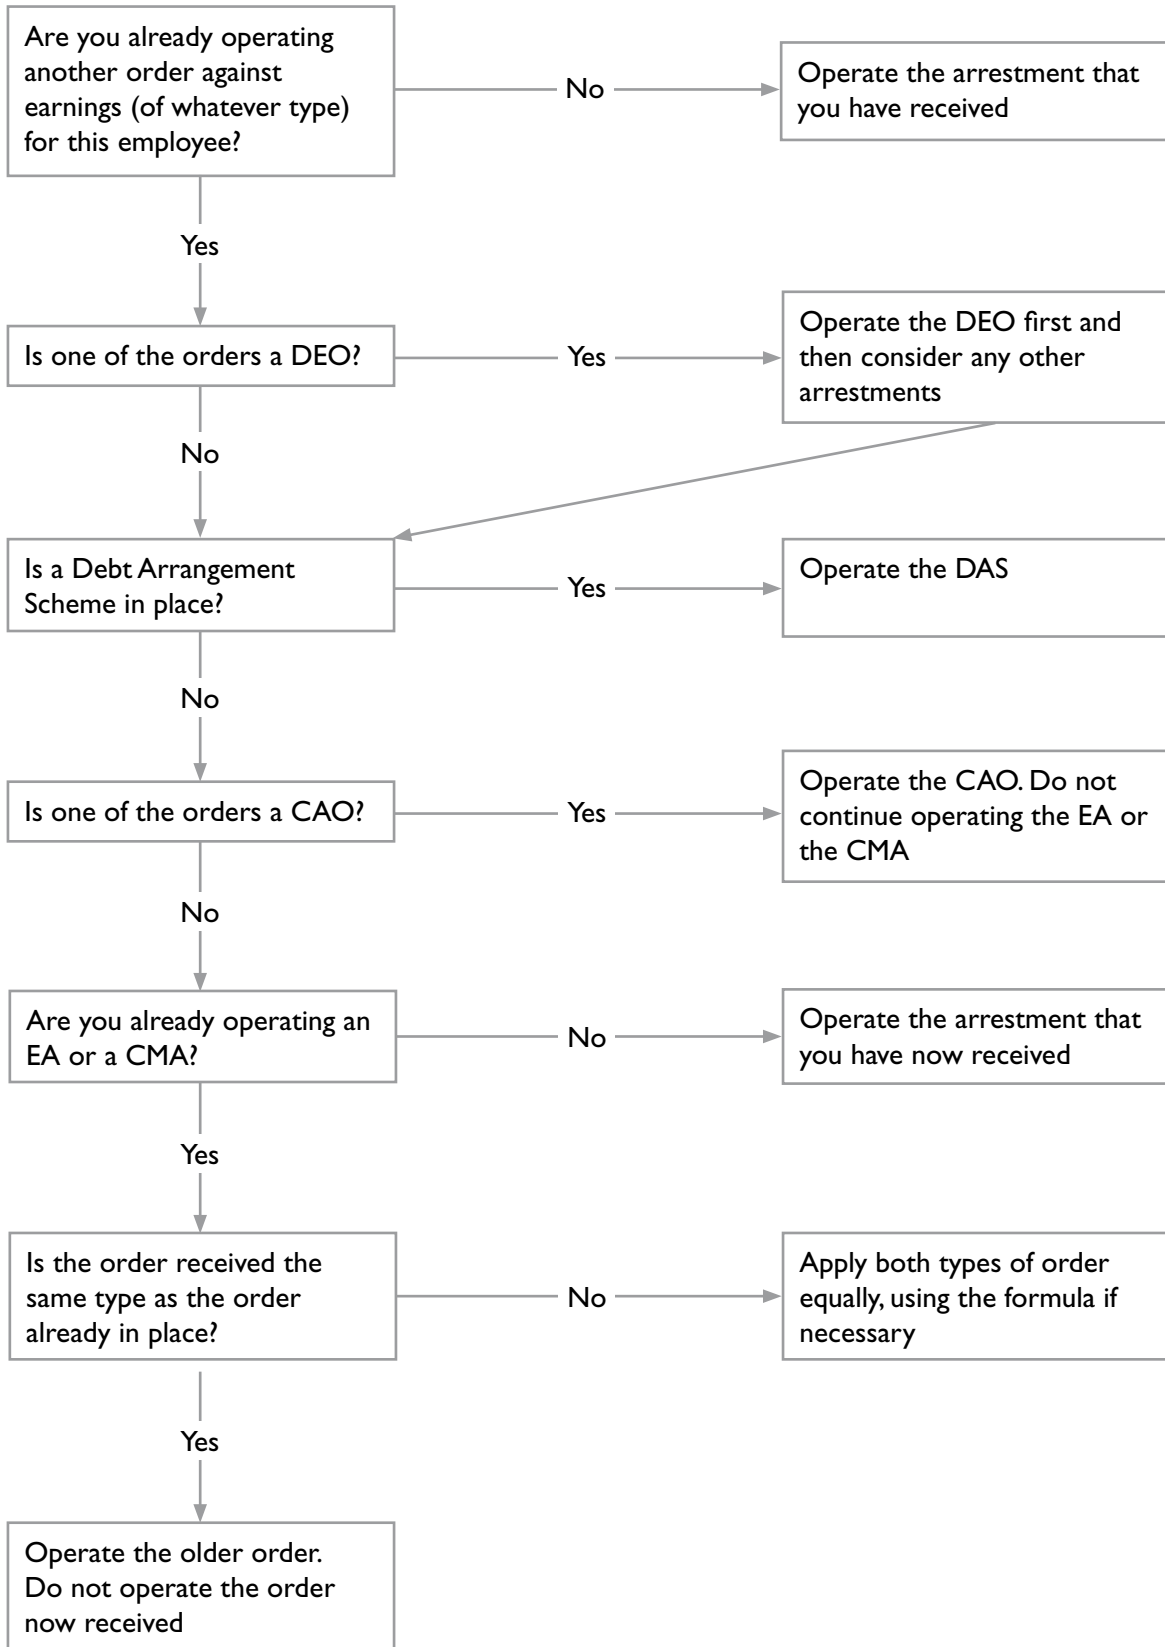 Are you already operating
another order against
earnings (of whatever type)
for this employee?
No
Operate the arrestment that
you have received
Yes
Is one of the orders a DEO?
Yes
Operate the DEO first and
then consider any other
arrestments
No
Is a Debt Arrangement
Scheme in place?
Yes
Operate the DAS
No
Is one of the orders a CAO?
Yes
Operate the CAO. Do not
continue operating the EA or
the CMA
No
Are you already operating an
EA or a CMA?
No
Operate the arrestment that
you have now received
Yes
Is the order received the
same type as the order
already in place?
No
Apply both types of order
equally, using the formula if
necessary
Yes
Operate the older order.
Do not operate the order
now received